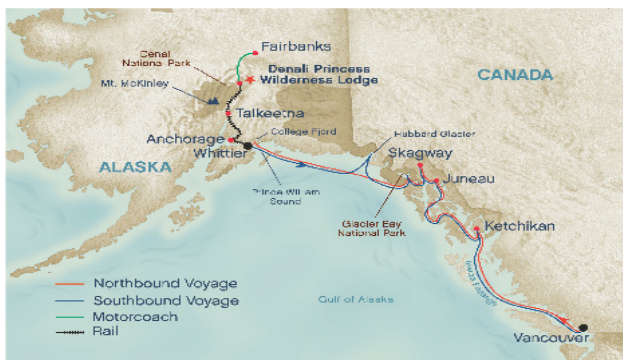 Fairbanks
Denali
National Park
Denali Princess
Wilderness Lodge
CANADA
Mt. McKinley
Talkeetna
College Fjord
Hubbard Glacier
Anchorage
Whittier
Skagway
ALASKA
Juneau
Prince William
Sound
Glacier Bay
National Park
Ketchikan
Inside Passage
Northbound Voyage
Southbound Voyage
Motorcoach
Rail
Gulf of Alaska
Vancouver